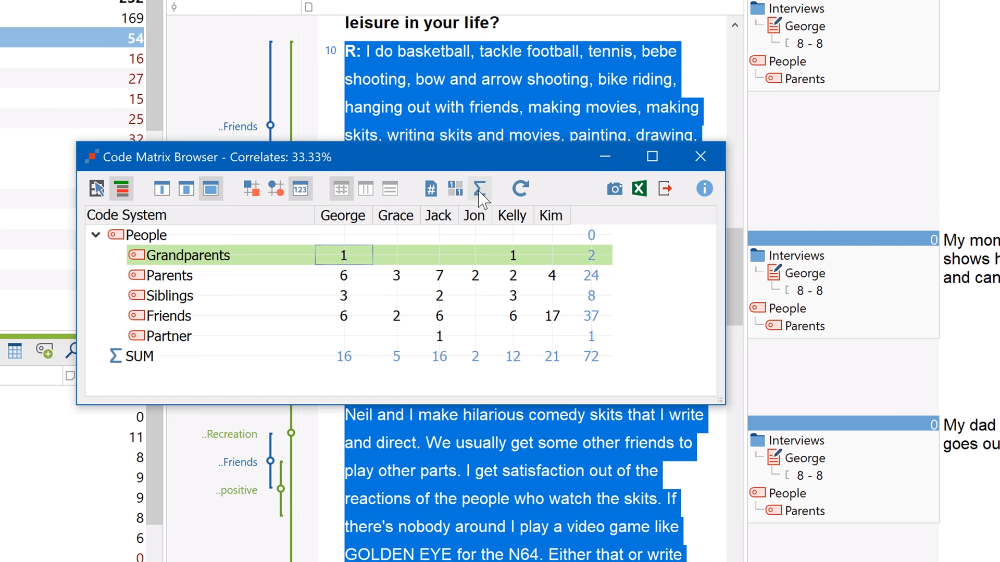 252
169
54
16
27
15
25
32
leisure in your life?
10
R: I do basketball, tackle football, tennis, bebe
shooting, bow and arrow shooting, bike riding,
hanging out with friends, making movies, making
skits, writing skits and movies, painting, drawing,
..Friends
Code Matrix Browser - Correlates: 33.33%
123
#
1
1
Code System George Grace Jack Jon Kelly Kim
People 0
Grandparents 1 1 2
Parents 6 3 7 2 2 4 24
Siblings 3 2 3 8
Friends 6 2 6 6 17 37
Partner 1 1
Σ SUM 16 5 16 2 12 21 72
0
11
8
9
9
8
6
0
..Recreation
..Friends
..positive
Neil and I make hilarious comedy skits that I write
and direct. We usually get some other friends to
play other parts. I get satisfaction out of the
reactions of the people who watch the skits. If
there's nobody around I play a video game like
GOLDEN EYE for the N64. Either that or write
Interviews
George
8 - 8
People
Parents
0
Interviews
George
8 - 8
People
Parents
My mom
shows h
and can
0
Interviews
George
8 - 8
People
Parents
My dad
goes ou